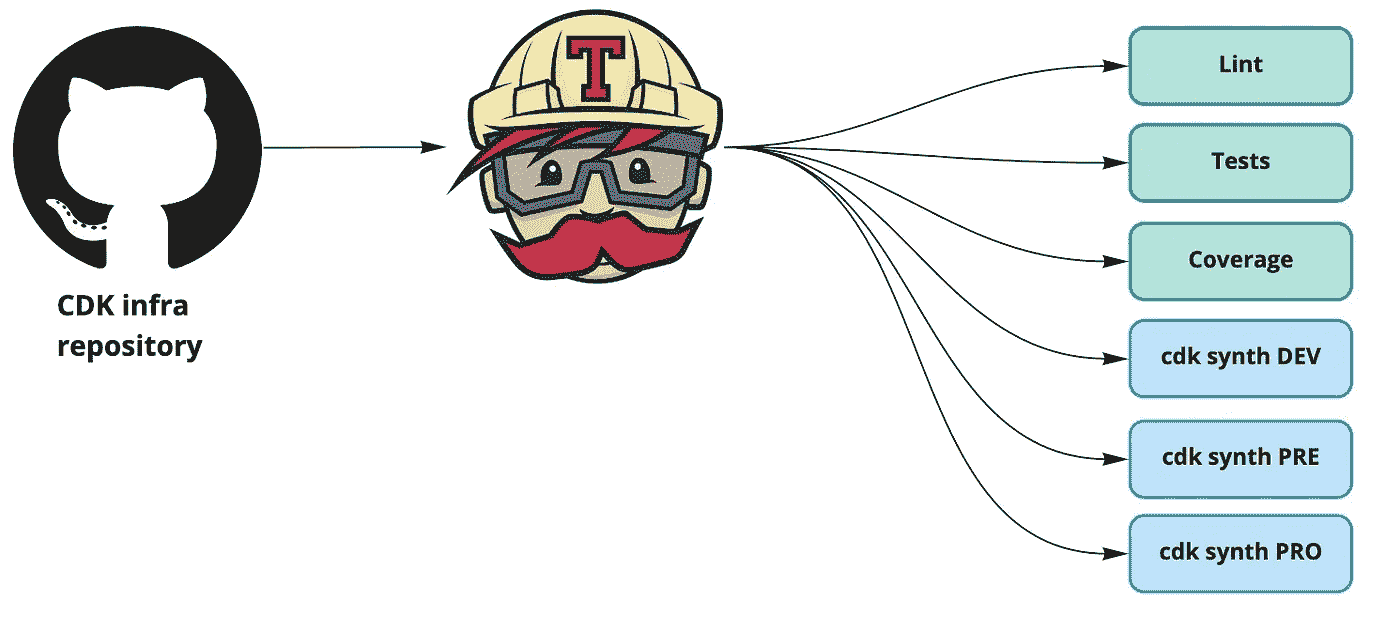 T
Lint
Tests
Coverage
cdk synth DEV
cdk synth PRE
cdk synth PRO
CDK infra
repository